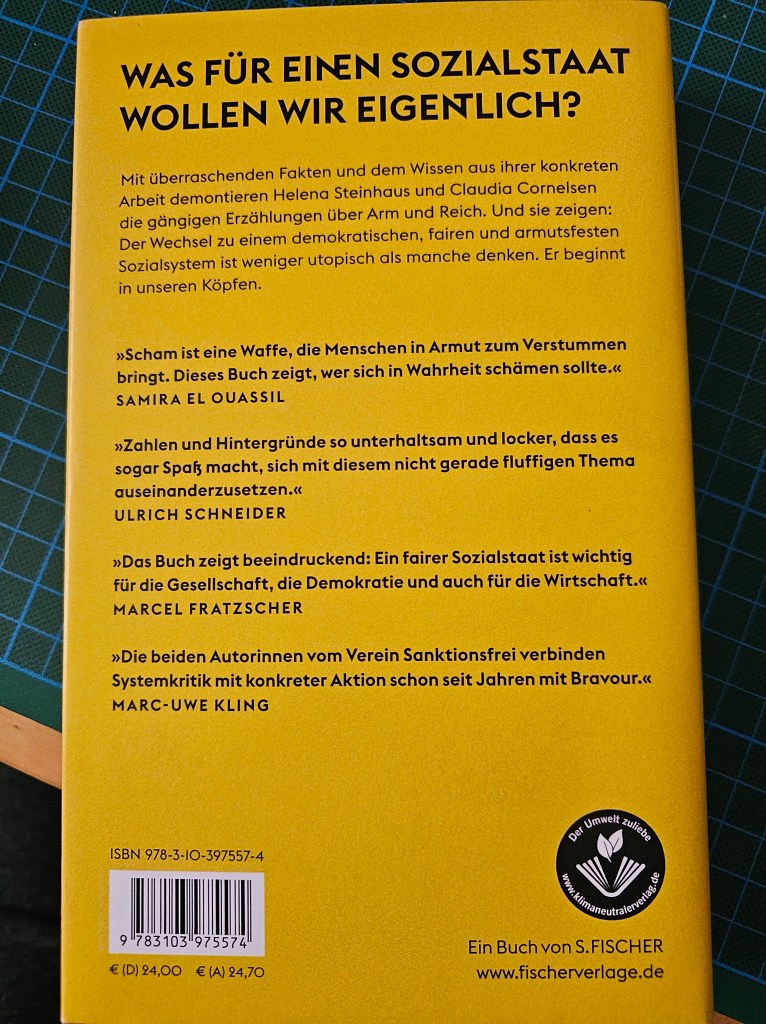 WAS FÜR EINEN SOZIALSTAAT
WOLLEN WIR EIGENTLICH?
Mit überraschenden Fakten und dem Wissen aus ihrer konkreten
Arbeit demontieren Helena Steinhaus und Claudia Cornelsen
die gängigen Erzählungen über Arm und Reich. Und sie zeigen:
Der Wechsel zu einem demokratischen, fairen und armutsfesten
Sozialsystem ist weniger utopisch als manche denken. Er beginnt
in unseren Köpfen.
»Scham ist eine Waffe, die Menschen in Armut zum Verstummen
bringt. Dieses Buch zeigt, wer sich in Wahrheit schämen sollte.«
SAMIRA EL OUASSIL
»Zahlen und Hintergründe so unterhaltsam und locker, dass es
sogar Spaß macht, sich mit diesem nicht gerade fluffigen Thema
auseinanderzusetzen.«
ULRICH SCHNEIDER
»Das Buch zeigt beeindruckend: Ein fairer Sozialstaat ist wichtig
für die Gesellschaft, die Demokratie und auch für die Wirtschaft.«
MARCEL FRATZSCHER
»Die beiden Autorinnen vom Verein Sanktionsfrei verbinden
Systemkritik mit konkreter Aktion schon seit Jahren mit Bravour.«
MARC-UWE KLING
ISBN 978-3-10-397557-4
9 783103 975574
€ (D) 24,00 € (A) 24,70
Der Umwelt zuliebe
www.klimaneutralerverlag.de
Ein Buch von S.FISCHER
www.fischerverlage.de